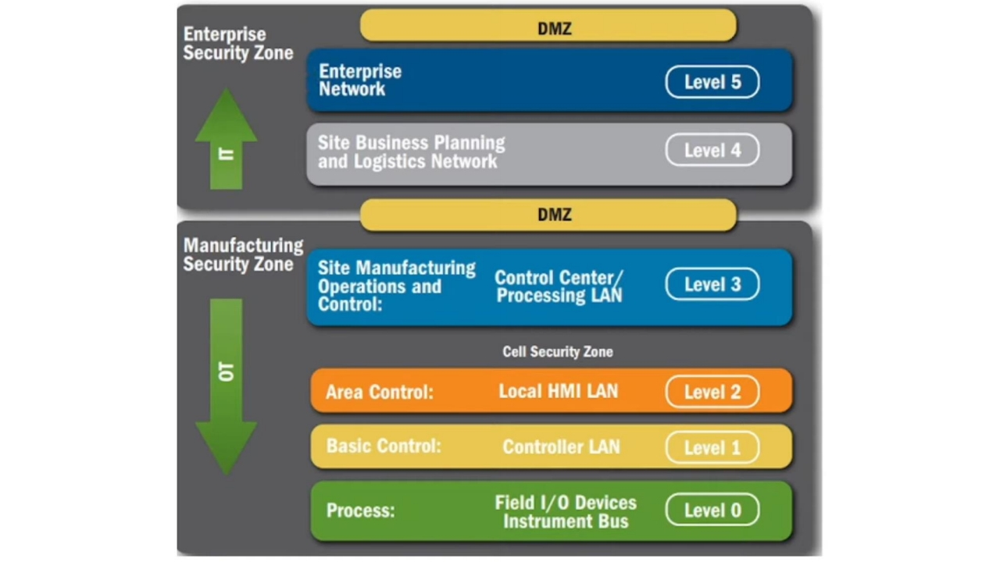 DMZ
Enterprise
Security Zone
Enterprise
Network
Level 5
IT
Site Business Planning
and Logistics Network
Level 4
DMZ
Manufacturing
Security Zone
Site Manufacturing
Operations and
Control:
Control Center/
Processing LAN
Level 3
OT
Cell Security Zone
Area Control:
Local HMI LAN
Level 2
Basic Control:
Controller LAN
Level 1
Process:
Field I/O Devices
Instrument Bus
Level 0